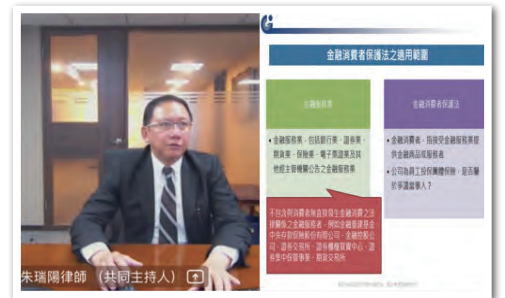 金融消費者保護法之適用範圍
金融服務業
金融消費者保護法
• 金融服務業，包括銀行業、證券業、
期貨業、保險業、電子票證業及其
他經主管機關公告之金融服務業
• 金融消費者，指接受金融服務業提
供金融商品或服務者
• 公司為員工投保團體保險，是否屬
於爭議當事人？
不包含與消費者無直接發生金融消費之法
律關係之金融服務者，例如金融重建基金
中央存款保險股份有限公司、金融控股公
司、證券交易所、證券櫃檯買賣中心、證
券集中保管事業、期貨交易所
朱瑞陽律師 （共同主持人）